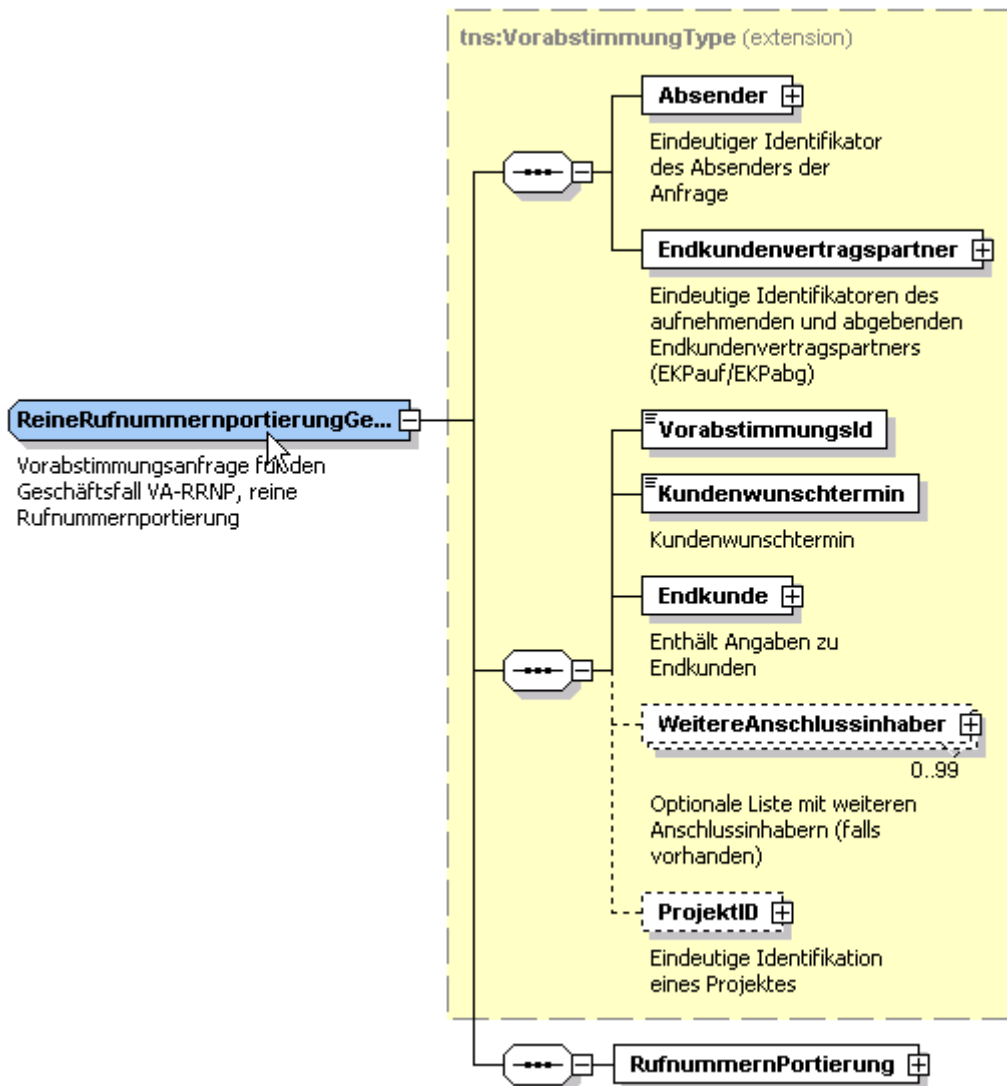 tns:VorabstimmungType (extension)
Absender
Eindeutiger Identifikator
des Absenders der
Anfrage
Endkundenvertragspartner
Eindeutige Identifikatoren des
aufnehmenden und abgebenden
Endkundenvertragspartners
(EKPauf/EKPabg)
ReineRufnummernportierungGe...
Vorabstimmungsanfrage für den
Geschäftsfall VA-RRNP, reine
Rufnummernportierung
VorabstimmungsId
Kundenwunschtermin
Kundenwunschtermin
Endkunde
Enthält Angaben zu
Endkunden
WeitereAnschlussinhaber
0..99
Optionale Liste mit weiteren
Anschlussinhabern (falls
vorhanden)
ProjektID
Eindeutige Identifikation
eines Projektes
RufnummernPortierung